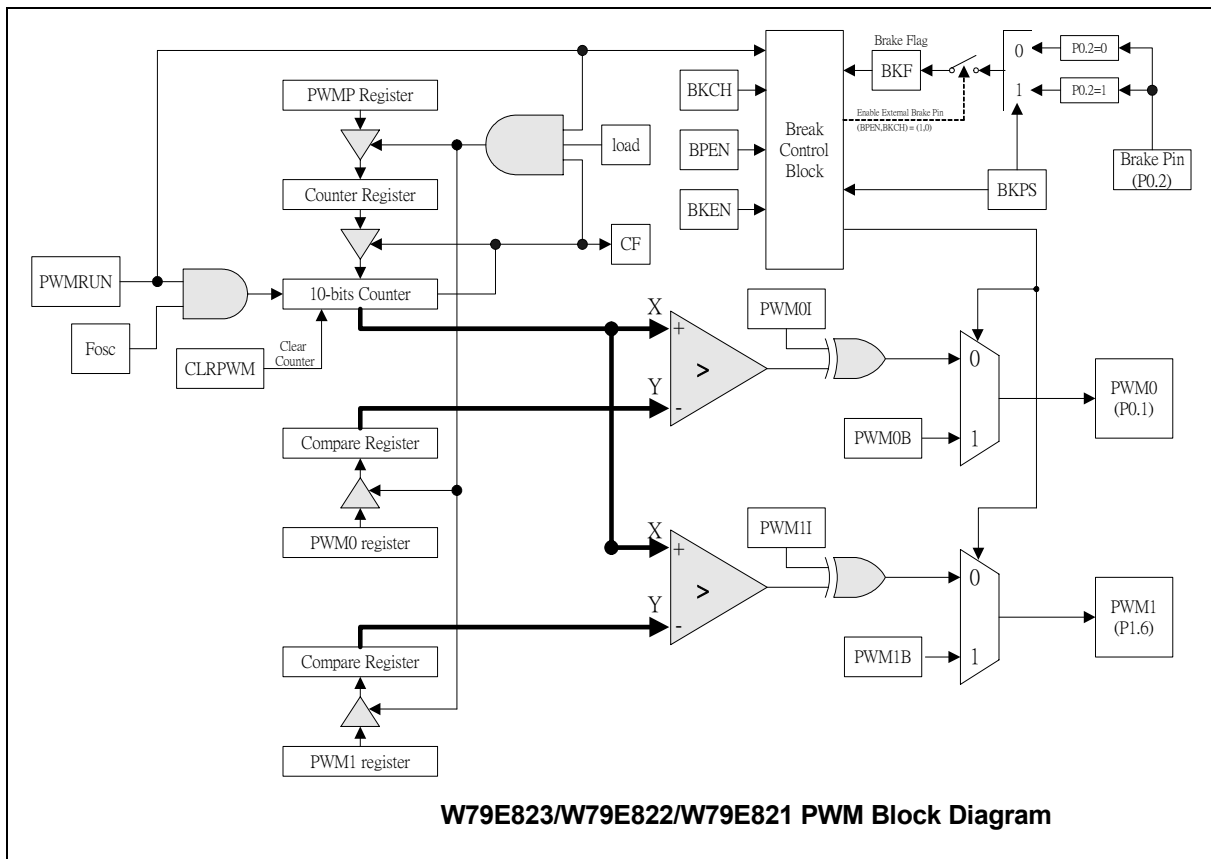 Brake Flag
BKF
0
1
P0.2=0
P0.2=1
PWMP Register
BKCH
Enable External Brake Pin
(BPEN,BKCH) = (1,0)
load
BPEN
Break
Control
Block
Brake Pin
(P0.2)
Counter Register
BKEN
BKPS
CF
PWMRUN
10-bits Counter
Fosc
CLRPWM
Clear
Counter
X
+
Y
-
>
PWM0I
0
PWM0
(P0.1)
Compare Register
PWM0B
1
PWM0 register
X
+
Y
-
>
PWM1I
0
PWM1
(P1.6)
Compare Register
PWM1B
1
PWM1 register
W79E823/W79E822/W79E821 PWM Block Diagram